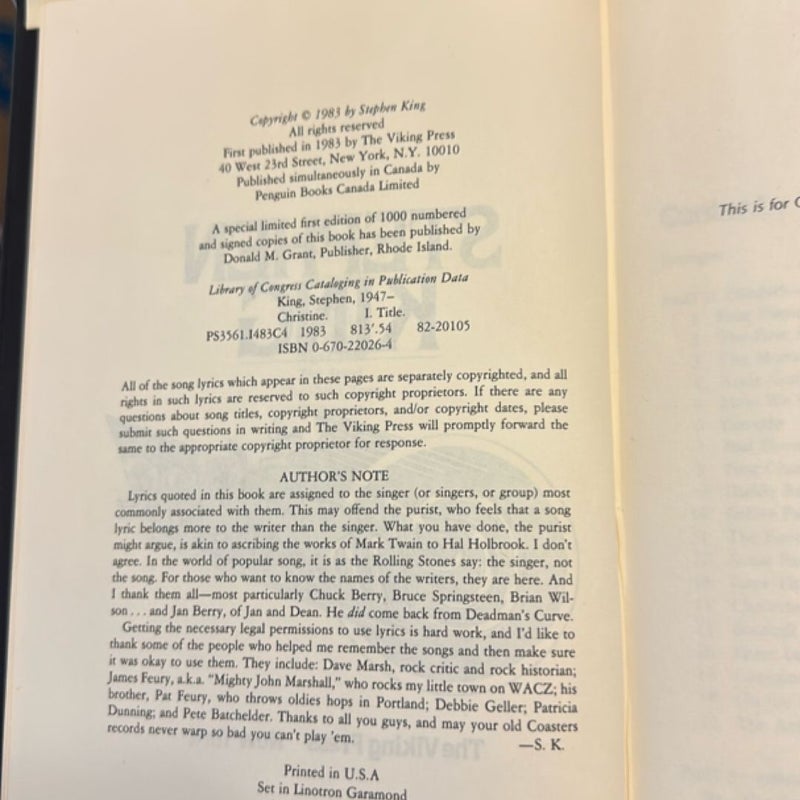 Copyright © 1983 by Stephen King
All rights reserved
First published in 1983 by The Viking Press
40 West 23rd Street, New York, N.Y. 10010
Published simultaneously in Canada by
Penguin Books Canada Limited
A special limited first edition of 1000 numbered
and signed copies of this book has been published by
Donald M. Grant, Publisher, Rhode Island.
Library of Congress Cataloging in Publication Data
King, Stephen, 1947–
Christine. I. Title.
PS3561.I483C4 1983 813'.54 82-20105
ISBN 0-670-22026-4
All of the song lyrics which appear in these pages are separately copyrighted, and all
rights in such lyrics are reserved to such copyright proprietors. If there are any
questions about song titles, copyright proprietors, and/or copyright dates, please
submit such questions in writing and The Viking Press will promptly forward the
same to the appropriate copyright proprietor for response.
AUTHOR'S NOTE
Lyrics quoted in this book are assigned to the singer (or singers, or group) most
commonly associated with them. This may offend the purist, who feels that a song
lyric belongs more to the writer than the singer. What you have done, the purist
might argue, is akin to ascribing the works of Mark Twain to Hal Holbrook. I don't
agree. In the world of popular song, it is as the Rolling Stones say: the singer, not
the song. For those who want to know the names of the writers, they are here. And
I thank them all—most particularly Chuck Berry, Bruce Springsteen, Brian Wil-
son . . . and Jan Berry, of Jan and Dean. He did come back from Deadman's Curve.
Getting the necessary legal permissions to use lyrics is hard work, and I'd like to
thank some of the people who helped me remember the songs and then make sure
it was okay to use them. They include: Dave Marsh, rock critic and rock historian;
James Feury, a.k.a. "Mighty John Marshall," who rocks my little town on WACZ; his
brother, Pat Feury, who throws oldies hops in Portland; Debbie Geller; Patricia
Dunning; and Pete Batchelder. Thanks to all you guys, and may your old Coasters
records never warp so bad you can't play 'em.
—S. K.
Printed in U.S.A
Set in Linotron Garamond
This is for